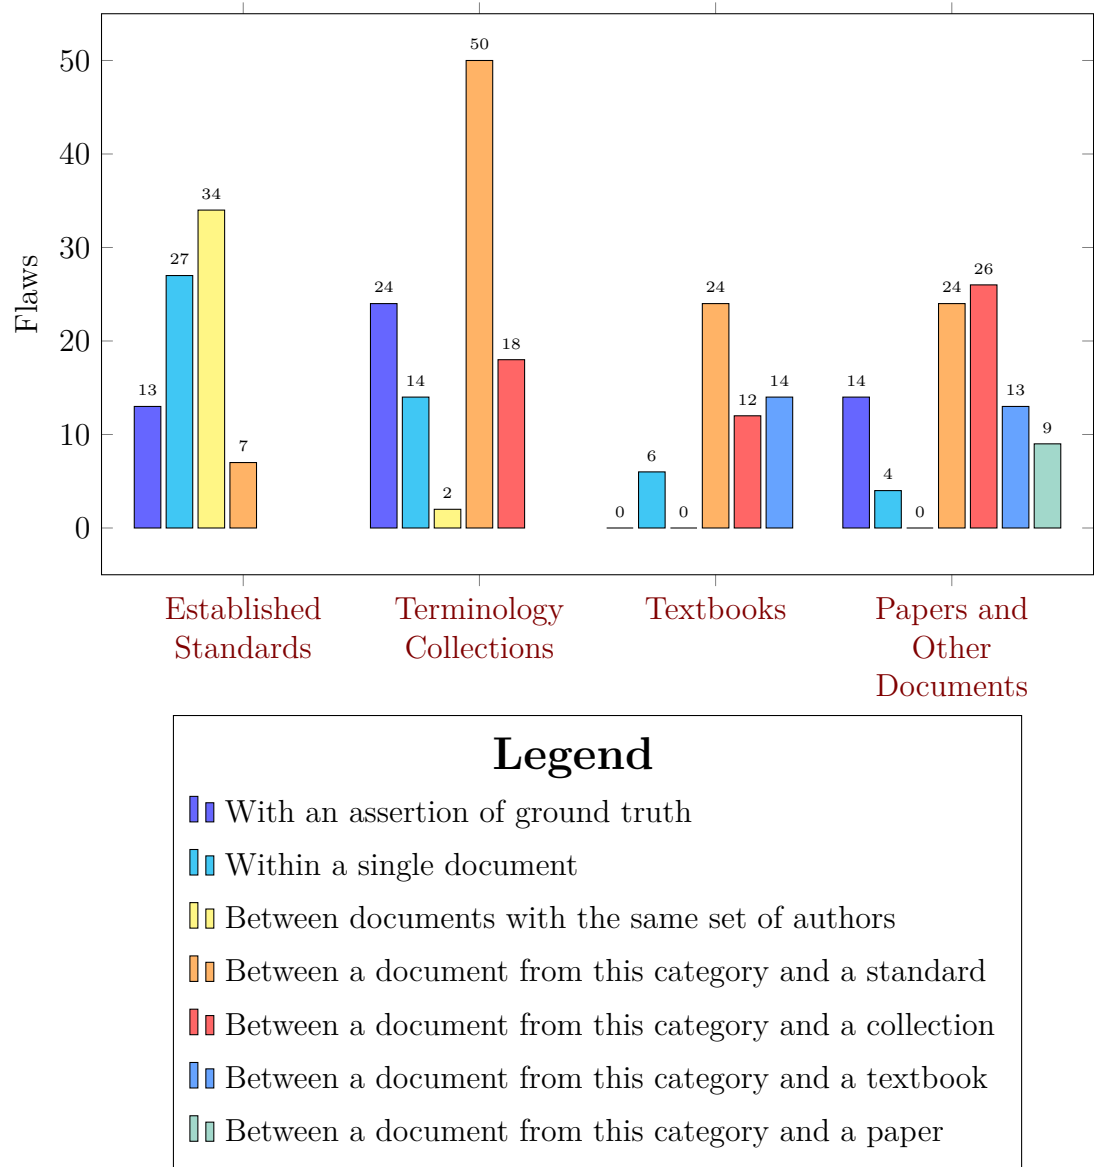 50
50
40
34
30
27
26
24
24
24
Flaws
20
18
14
14
14
13
13
12
10
9
7
6
4
2
0
0
0
0
Established
Standards
Terminology
Collections
Textbooks
Papers and
Other
Documents
Legend
With an assertion of ground truth
Within a single document
Between documents with the same set of authors
Between a document from this category and a standard
Between a document from this category and a collection
Between a document from this category and a textbook
Between a document from this category and a paper